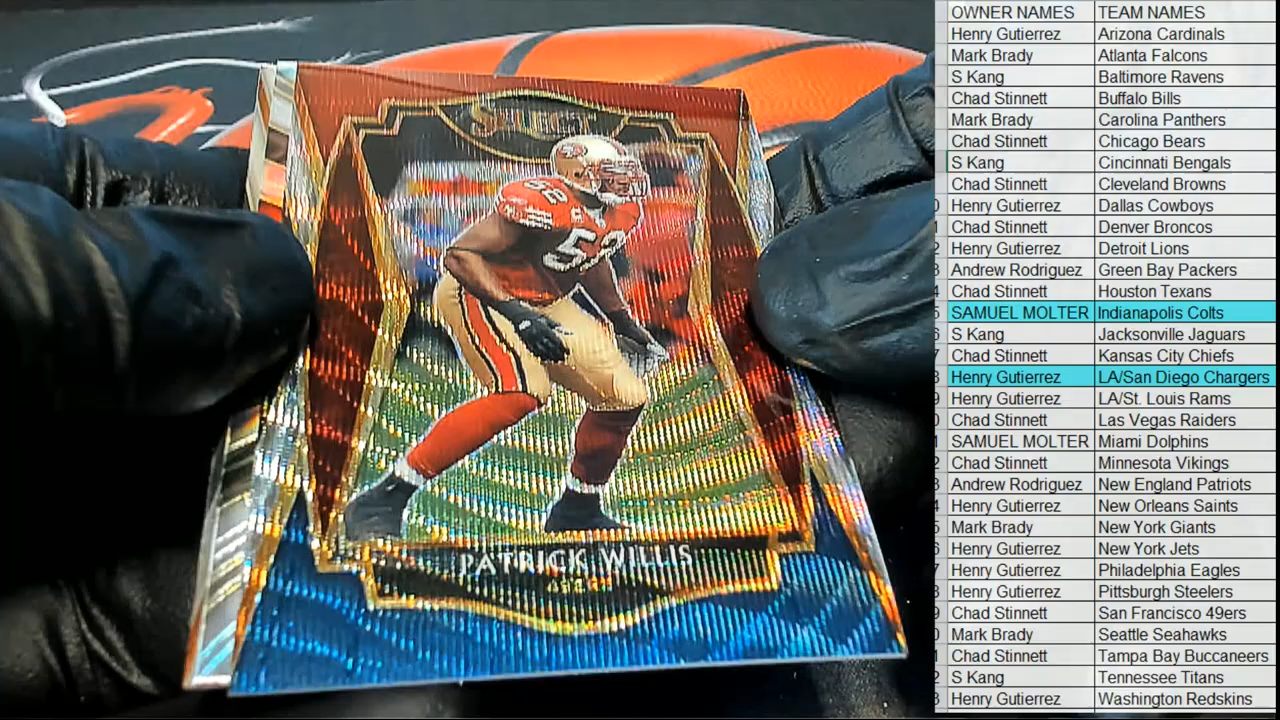 Select
52
52
PATRICK WILLIS
49ERS
OWNER NAMES TEAM NAMES
Henry Gutierrez Arizona Cardinals
Mark Brady Atlanta Falcons
S Kang Baltimore Ravens
Chad Stinnett Buffalo Bills
Mark Brady Carolina Panthers
Chad Stinnett Chicago Bears
S Kang Cincinnati Bengals
Chad Stinnett Cleveland Browns
Henry Gutierrez Dallas Cowboys
Chad Stinnett Denver Broncos
Henry Gutierrez Detroit Lions
Andrew Rodriguez Green Bay Packers
Chad Stinnett Houston Texans
SAMUEL MOLTER Indianapolis Colts
S Kang Jacksonville Jaguars
Chad Stinnett Kansas City Chiefs
Henry Gutierrez LA/San Diego Chargers
Henry Gutierrez LA/St. Louis Rams
Chad Stinnett Las Vegas Raiders
SAMUEL MOLTER Miami Dolphins
Chad Stinnett Minnesota Vikings
Andrew Rodriguez New England Patriots
Henry Gutierrez New Orleans Saints
Mark Brady New York Giants
Henry Gutierrez New York Jets
Henry Gutierrez Philadelphia Eagles
Henry Gutierrez Pittsburgh Steelers
Chad Stinnett San Francisco 49ers
Mark Brady Seattle Seahawks
Chad Stinnett Tampa Bay Buccaneers
S Kang Tennessee Titans
Henry Gutierrez Washington Redskins